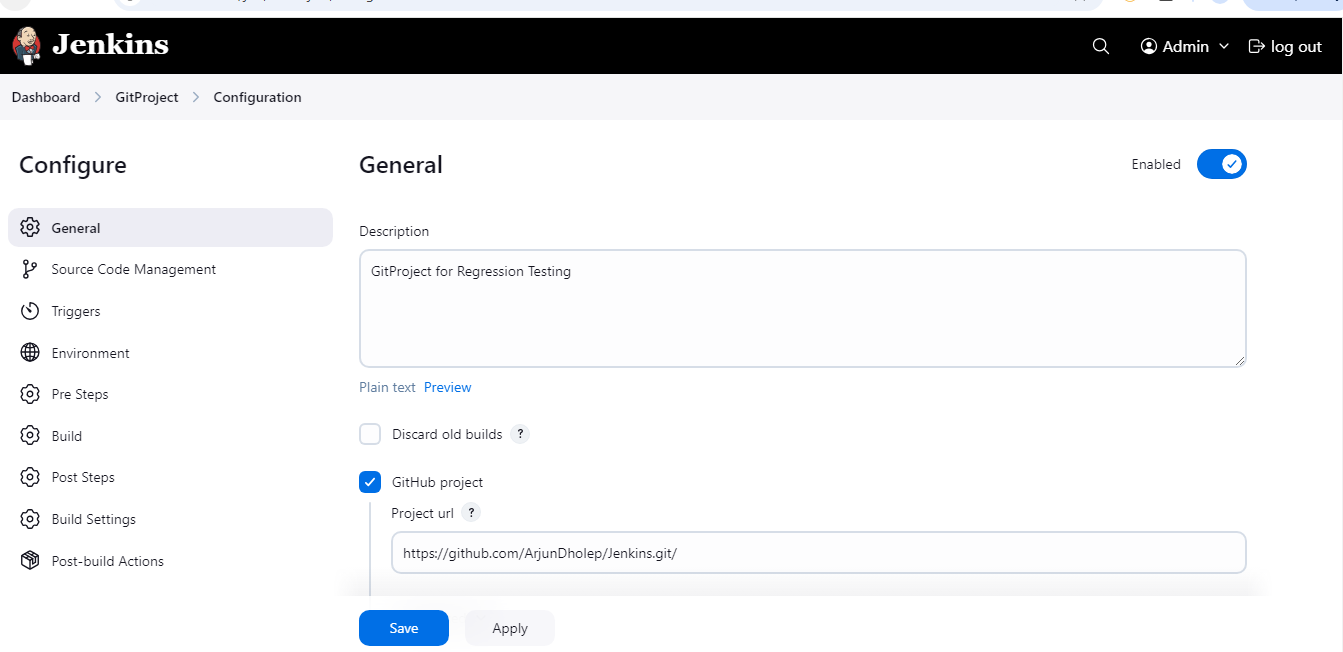 Jenkins
Admin
log out
Dashboard > GitProject > Configuration
Configure
General
Source Code Management
Triggers
Environment
Pre Steps
Build
Post Steps
Build Settings
Post-build Actions
General
Enabled
Description
GitProject for Regression Testing
Plain text Preview
Discard old builds ?
GitHub project
Project url ?
https://github.com/ArjunDholep/Jenkins.git/
Save
Apply